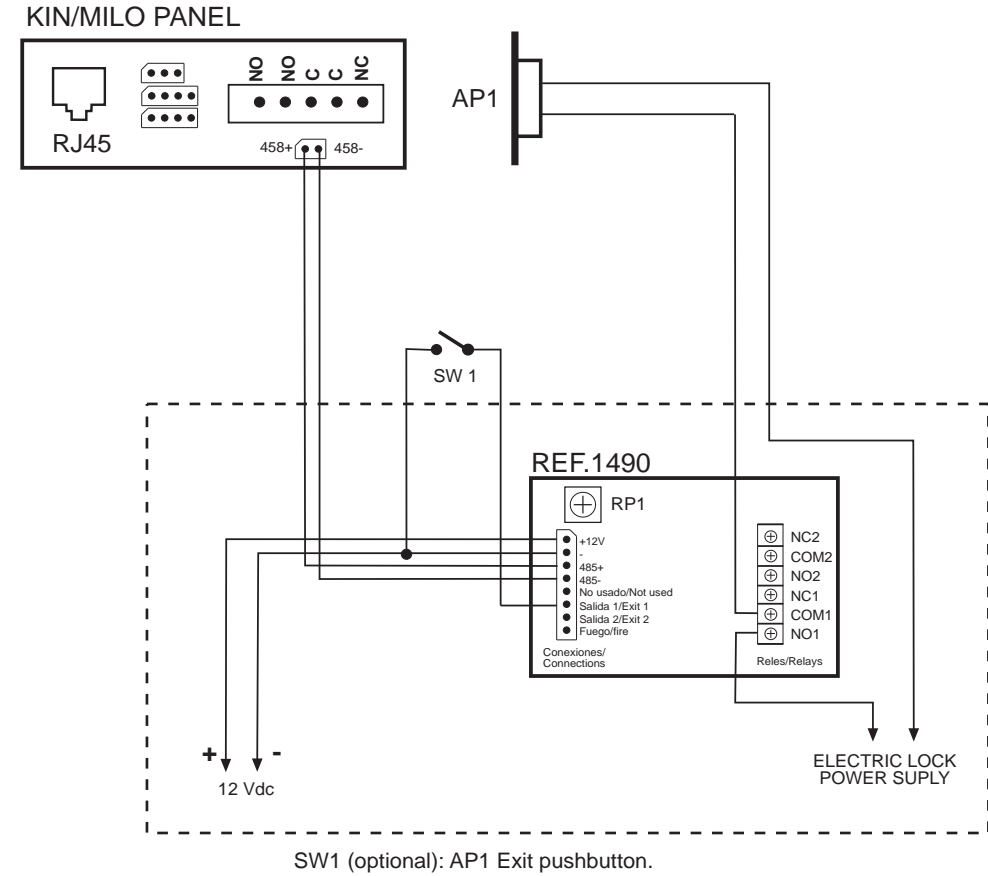 KIN/MILO PANEL
NO NO C C NC
RJ45
458+ 458-
AP1
SW 1
REF.1490
RP1
+12V
-
485+
485-
No usado/Not used
Salida 1/Exit 1
Salida 2/Exit 2
Fuego/fire
Conexiones/
Connections
NC2
COM2
NO2
NC1
COM1
NO1
Reles/Relays
+ -
12 Vdc
ELECTRIC LOCK
POWER SUPLY
SW1 (optional): AP1 Exit pushbutton.